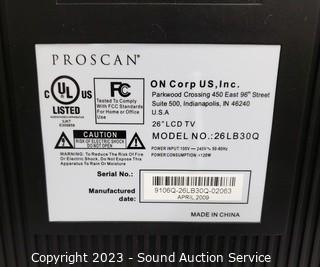 PROSCAN®
C UL US
LISTED
FC
Tested To Comply
With FCC Standards
For Home or Office
Use
ON Corp US, Inc.
Parkwood Crossing 450 East 96th Street
Suite 500, Indianapolis, IN 46240
U.S.A
26" LCD TV
MODEL NO.:26LB30Q
POWER INPUT:100V ~ 240V 50-60Hz
POWER CONSUMPTION:<120W
CAUTION
RISK OF ELECTRIC SHOCK
DO NOT OPEN
WARNING: To Reduce The Risk Of Fire
Or Electric Shock, Do Not Expose
This Appliance To Rain Or Moisture.
Serial No.:
9106Q-26LB30Q-02063
Manufactured
date:
APRIL 2009
MADE IN CHINA
Copyright 2023 - Sound Auction Service